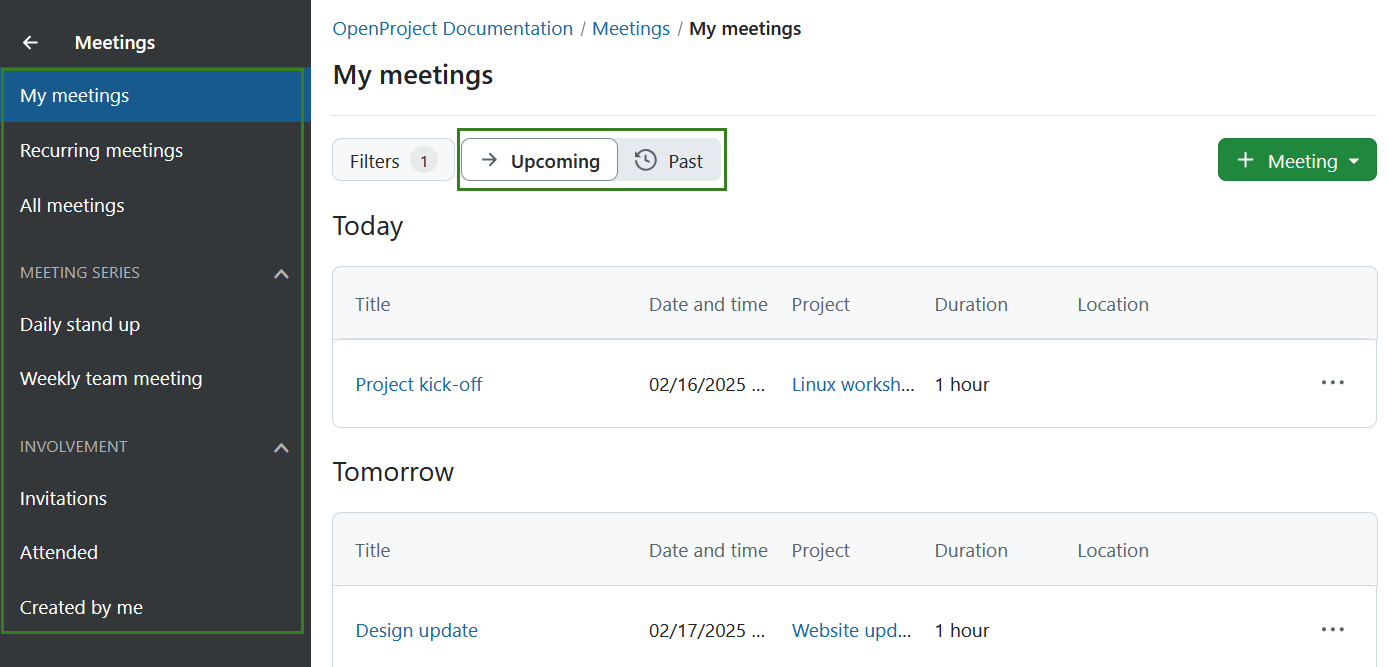 Meetings
My meetings
Recurring meetings
All meetings
MEETING SERIES
Daily stand up
Weekly team meeting
INVOLVEMENT
Invitations
Attended
Created by me
OpenProject Documentation / Meetings / My meetings
My meetings
Filters 1 Upcoming Past + Meeting
Today
Title Date and time Project Duration Location
Project kick-off 02/16/2025 ... Linux worksh... 1 hour ...
Tomorrow
Title Date and time Project Duration Location
Design update 02/17/2025 ... Website upd... 1 hour ...